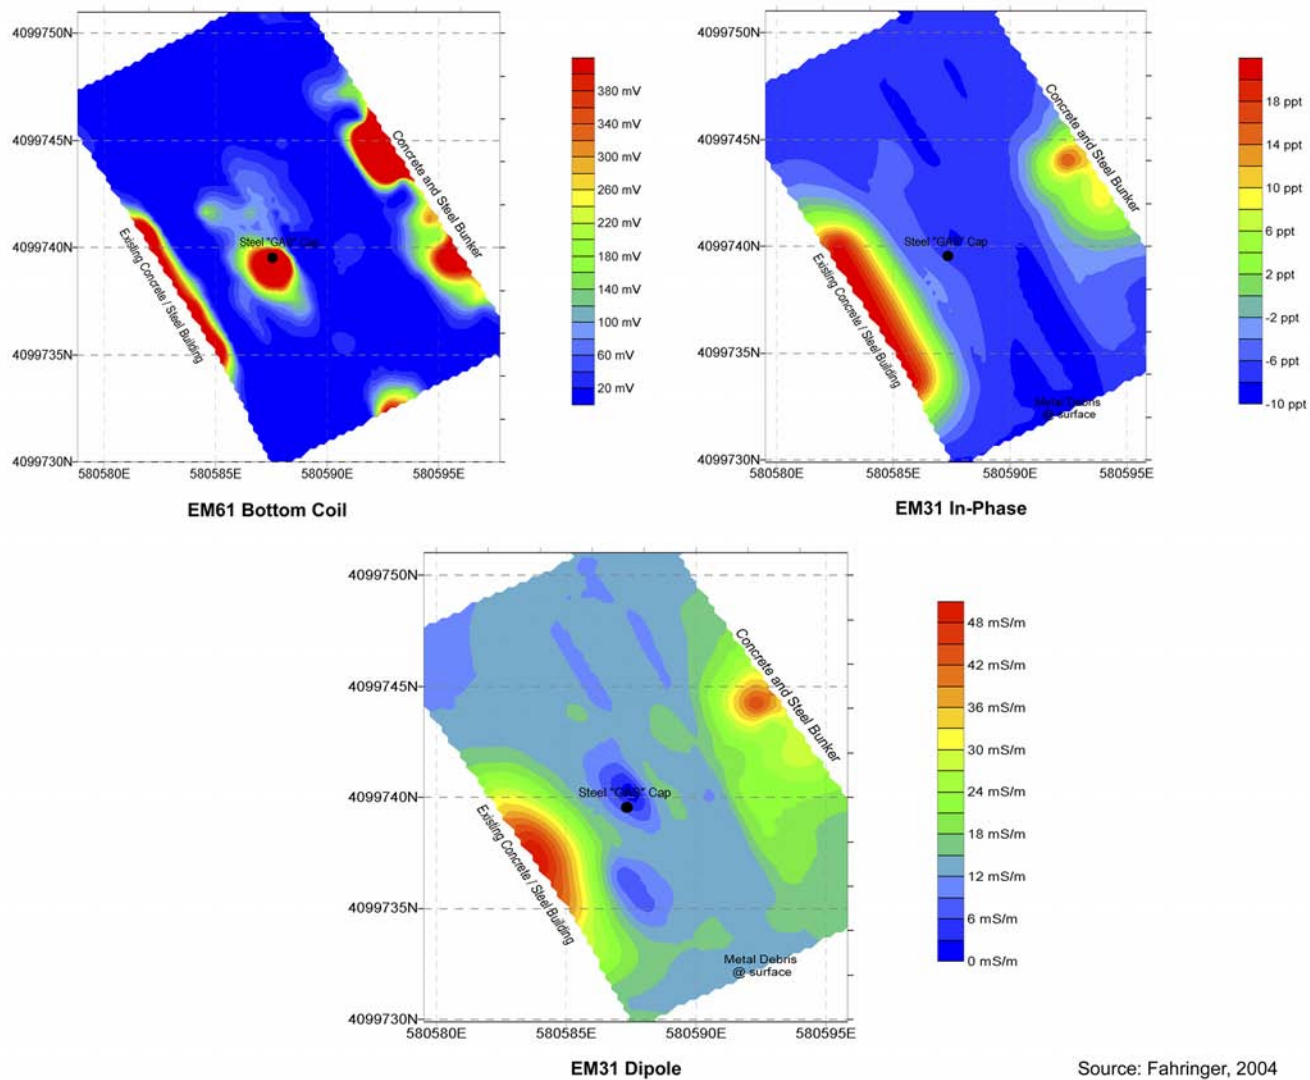 4099750N
4099745N
4099740N
4099735N
4099730N
580580E
580585E
580590E
580595E
Concrete and Steel Bunker
Steel "GAS" Cap
Existing Concrete / Steel Building
380 mV
340 mV
300 mV
260 mV
220 mV
180 mV
140 mV
100 mV
60 mV
20 mV
EM61 Bottom Coil
4099750N
4099745N
4099740N
4099735N
4099730N
580580E
580585E
580590E
580595E
Concrete and Steel Bunker
Steel "GAS" Cap
Existing Concrete / Steel Building
Metal Debris
@ surface
18 ppt
14 ppt
10 ppt
6 ppt
2 ppt
-2 ppt
-6 ppt
-10 ppt
EM31 In-Phase
4099750N
4099745N
4099740N
4099735N
4099730N
580580E
580585E
580590E
580595E
Concrete and Steel Bunker
Steel "GAS" Cap
Existing Concrete / Steel Building
Metal Debris
@ surface
48 mS/m
42 mS/m
36 mS/m
30 mS/m
24 mS/m
18 mS/m
12 mS/m
6 mS/m
0 mS/m
EM31 Dipole
Source: Fahringer, 2004